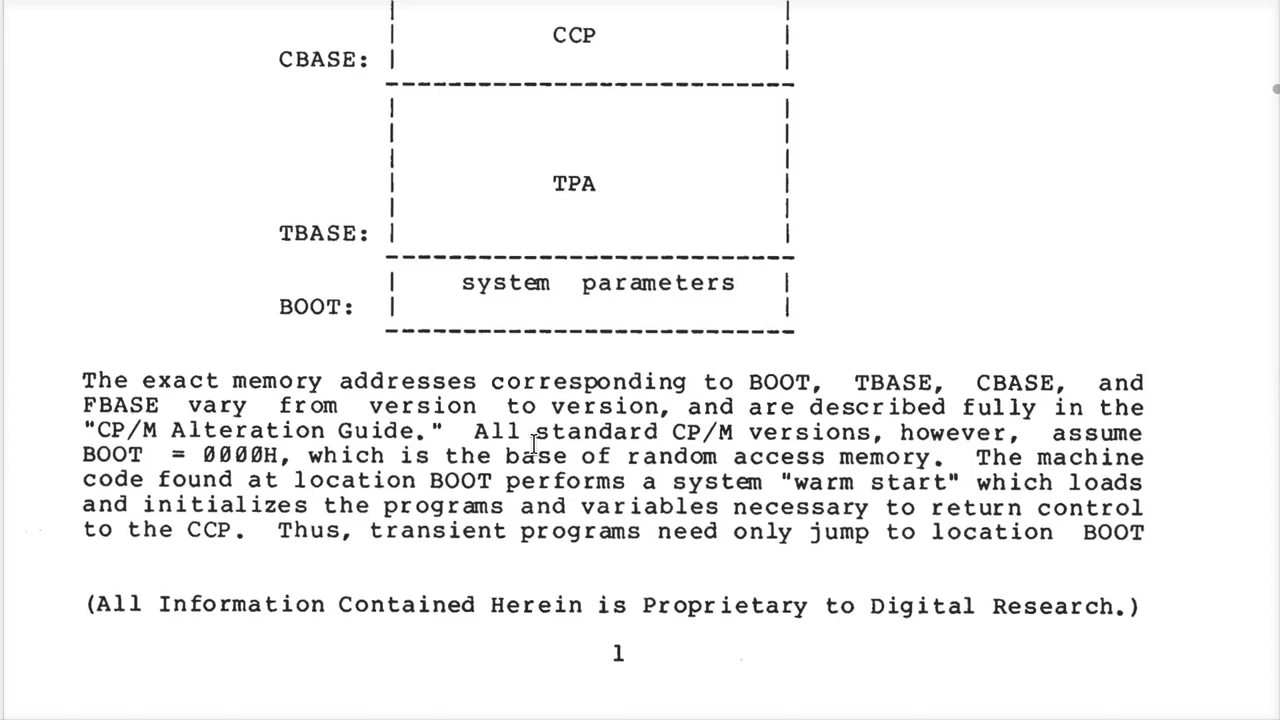 CCP
CBASE:
TPA
TBASE:
system parameters
BOOT:
The exact memory addresses corresponding to BOOT, TBASE, CBASE, and
FBASE vary from version to version, and are described fully in the
"CP/M Alteration Guide." All standard CP/M versions, however, assume
BOOT = 0000H, which is the base of random access memory. The machine
code found at location BOOT performs a system "warm start" which loads
and initializes the programs and variables necessary to return control
to the CCP. Thus, transient programs need only jump to location BOOT
(All Information Contained Herein is Proprietary to Digital Research.)
1